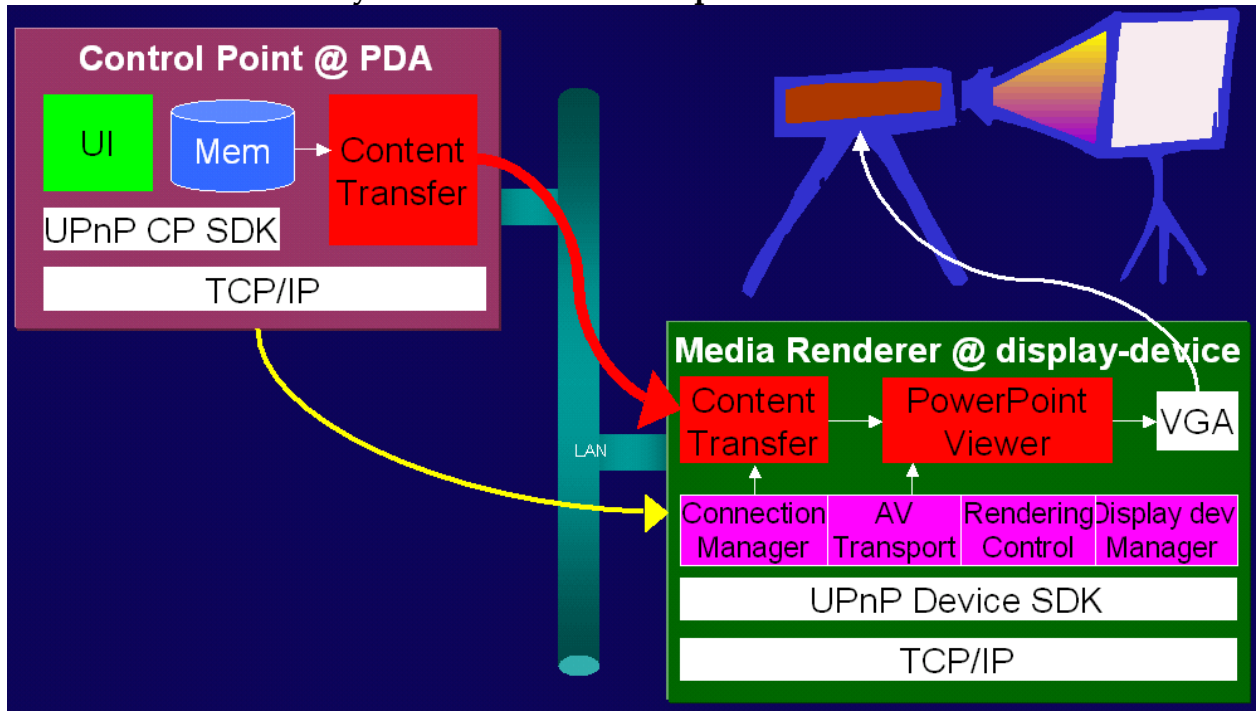 Control Point @ PDA
UI
Mem
Content
Transfer
UPnP CP SDK
TCP/IP
LAN
Media Renderer @ display-device
Content
Transfer
PowerPoint
Viewer
VGA
Connection
Manager
AV
Transport
Rendering
Control
Display dev
Manager
UPnP Device SDK
TCP/IP